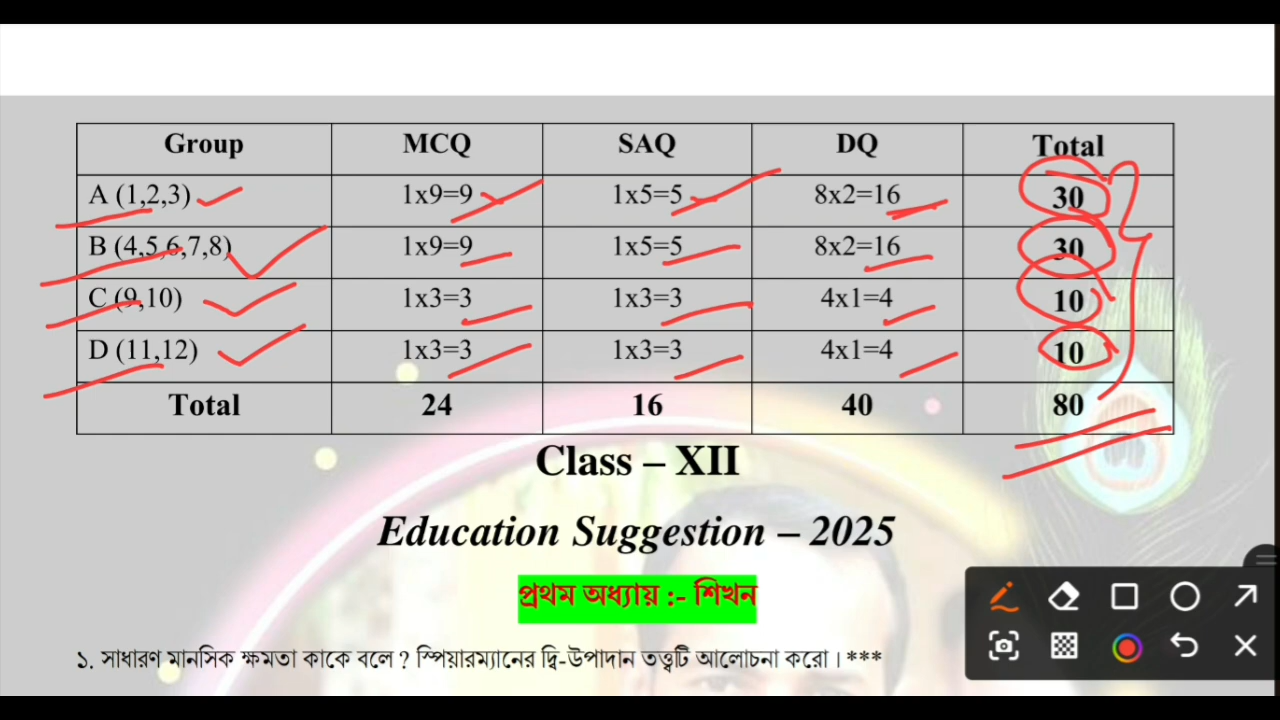 Group MCQ SAQ DQ Total
A (1,2,3) 1x9=9 1x5=5 8x2=16 30
B (4,5,6,7,8) 1x9=9 1x5=5 8x2=16 30
C (9,10) 1x3=3 1x3=3 4x1=4 10
D (11,12) 1x3=3 1x3=3 4x1=4 10
Total 24 16 40 80
Class – XII
Education Suggestion – 2025
প্রথম অধ্যায় :- শিখন
১. সাধারণ মানসিক ক্ষমতা কাকে বলে ? স্পিয়ারম্যানের দ্বি-উপাদান তত্ত্বটি আলোচনা করো । ***